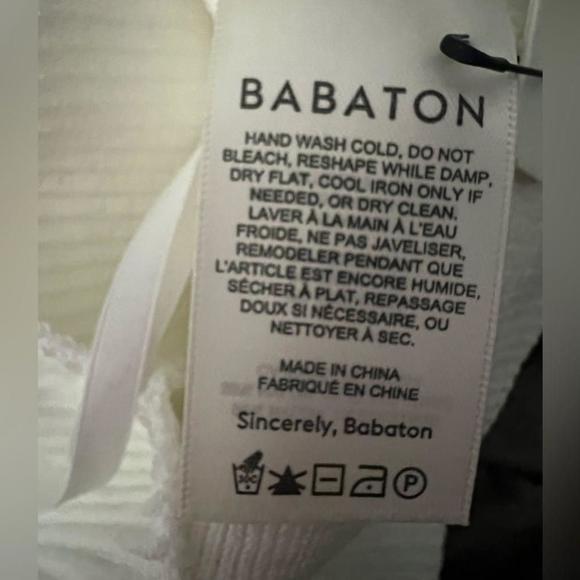 BABATON
HAND WASH COLD, DO NOT
BLEACH, RESHAPE WHILE DAMP,
DRY FLAT, COOL IRON ONLY IF
NEEDED, OR DRY CLEAN.
LAVER À LA MAIN À L'EAU
FROIDE, NE PAS JAVELISER,
REMODELER PENDANT QUE
L'ARTICLE EST ENCORE HUMIDE,
SÉCHER À PLAT, REPASSAGE
DOUX SI NÉCESSAIRE, OU
NETTOYER À SEC.
MADE IN CHINA
FABRIQUÉ EN CHINE
Sincerely, Babaton
30C P